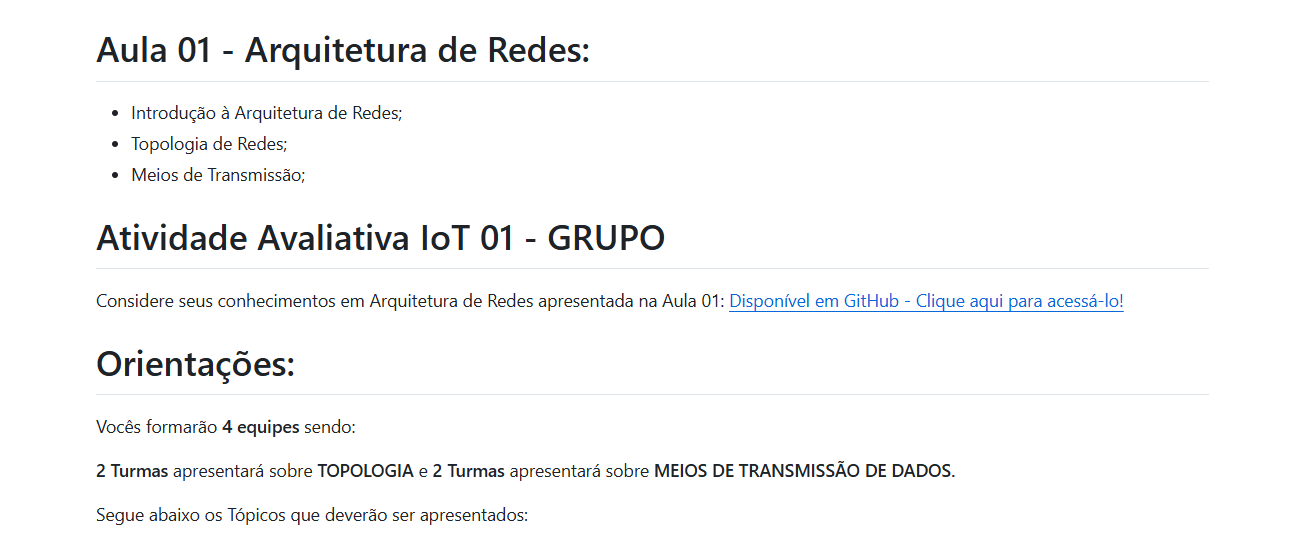 Aula 01 - Arquitetura de Redes:
• Introdução à Arquitetura de Redes;
• Topologia de Redes;
• Meios de Transmissão;
Atividade Avaliativa IoT 01 - GRUPO
Considere seus conhecimentos em Arquitetura de Redes apresentada na Aula 01: Disponível em GitHub - Clique aqui para acessá-lo!
Orientações:
Vocês formarão 4 equipes sendo:
2 Turmas apresentará sobre TOPOLOGIA e 2 Turmas apresentará sobre MEIOS DE TRANSMISSÃO DE DADOS.
Segue abaixo os Tópicos que deverão ser apresentados: